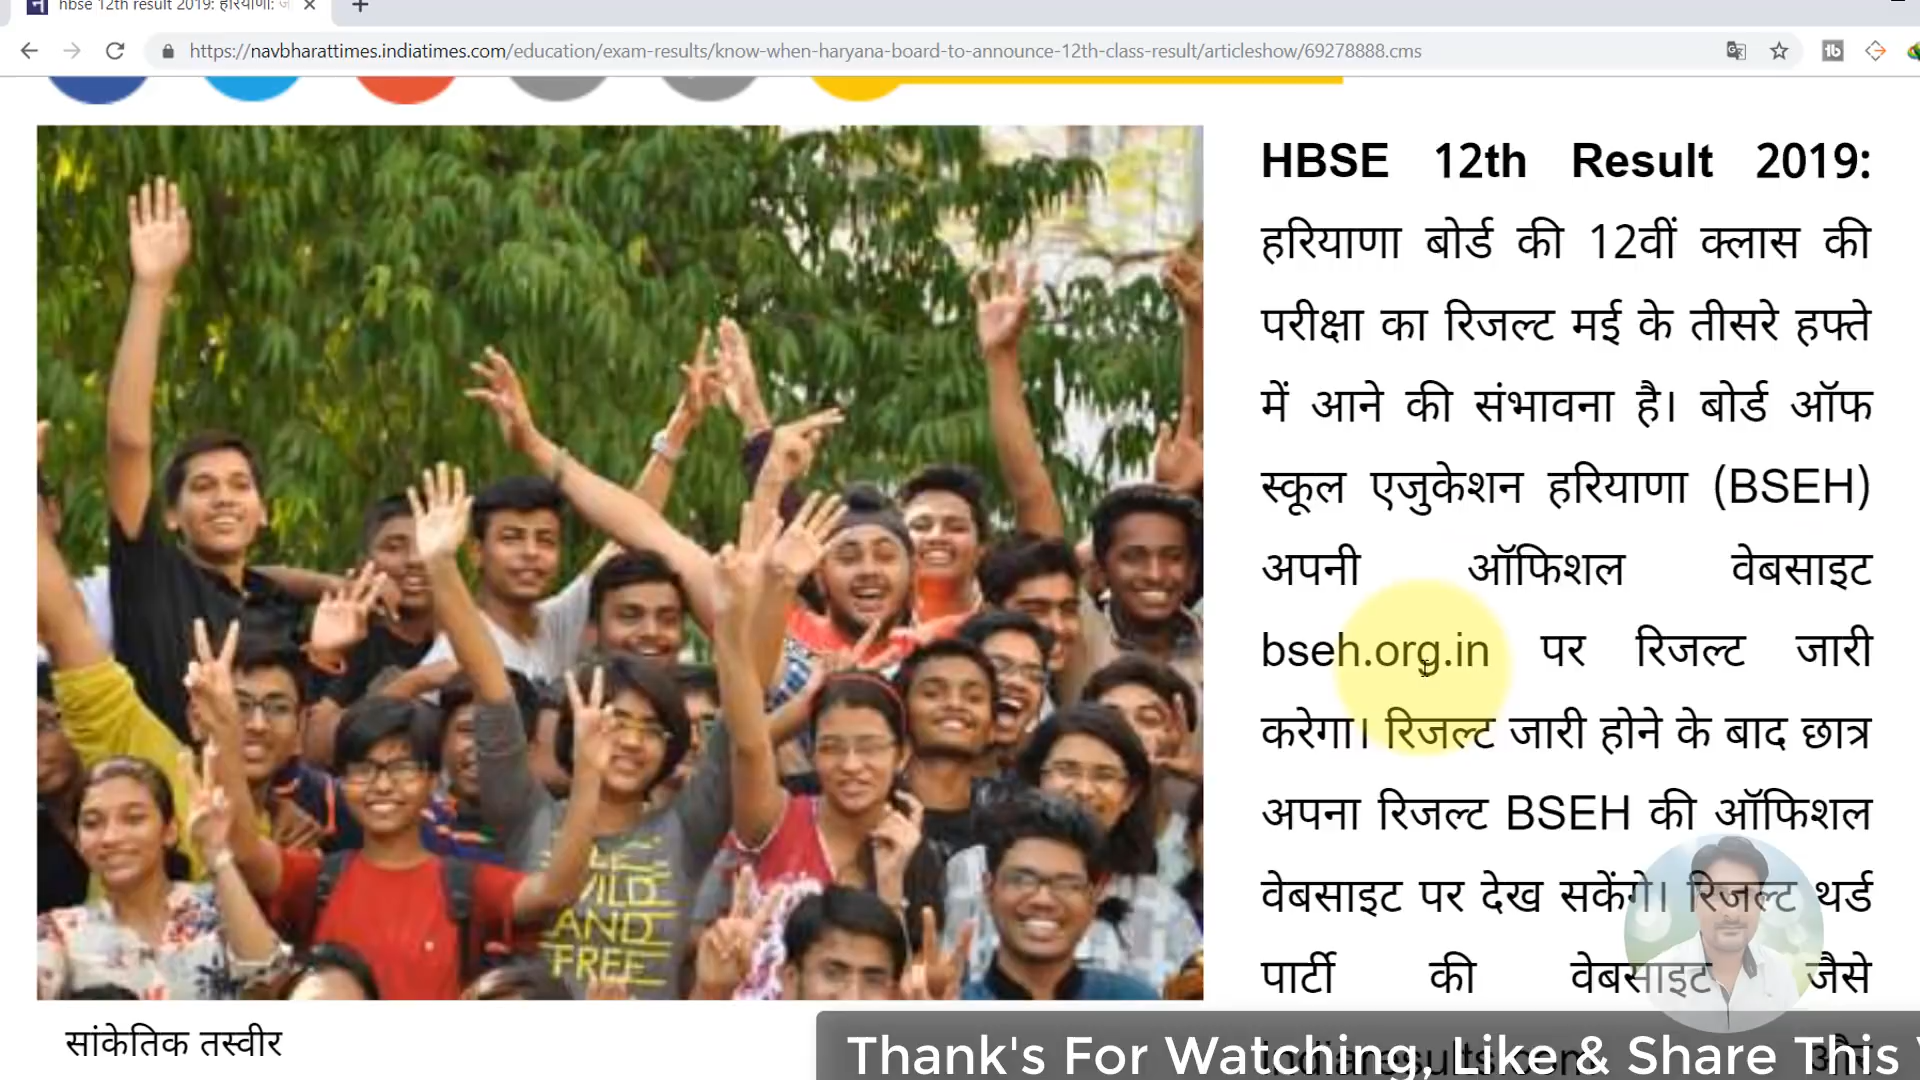 hbse 12th result 2019: हरियाणा:
https://navbharattimes.indiatimes.com/education/exam-results/know-when-haryana-board-to-announce-12th-class-result/articleshow/69278888.cms
HBSE 12th Result 2019:
हरियाणा बोर्ड की 12वीं क्लास की
परीक्षा का रिजल्ट मई के तीसरे हफ्ते
में आने की संभावना है। बोर्ड ऑफ
स्कूल एजुकेशन हरियाणा (BSEH)
अपनी ऑफिशल वेबसाइट
bseh.org.in पर रिजल्ट जारी
करेगा। रिजल्ट जारी होने के बाद छात्र
अपना रिजल्ट BSEH की ऑफिशल
वेबसाइट पर देख सकेंगे। रिजल्ट थर्ड
पार्टी की वेबसाइट जैसे
indiaresults.com और
WILD
AND
FREE
सांकेतिक तस्वीर
Thank's For Watching, Like & Share This